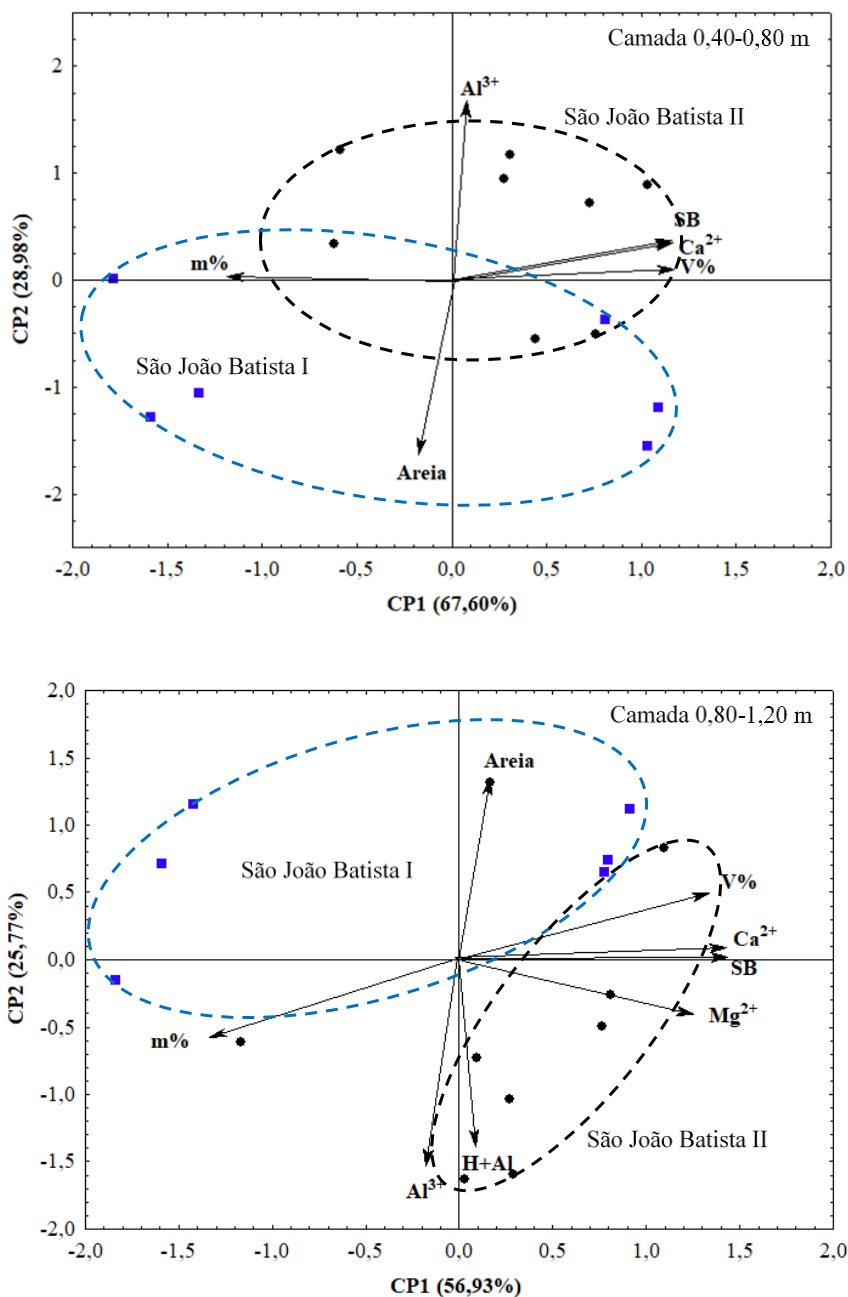 Camada 0,40-0,80 m
2
Al³⁺
São João Batista II
1
SB
Ca²⁺
V%
m%
0
CP2 (28,98%)
São João Batista I
-1
Areia
-2
-2,0 -1,5 -1,0 -0,5 0,0 0,5 1,0 1,5 2,0
CP1 (67,60%)
2,0
Camada 0,80-1,20 m
1,5
Areia
1,0
São João Batista I
V%
0,5
Ca²⁺
SB
0,0
CP2 (25,77%)
Mg²⁺
m%
-0,5
-1,0
São João Batista II
H+Al
-1,5
Al³⁺
-2,0
-2,0 -1,5 -1,0 -0,5 0,0 0,5 1,0 1,5 2,0
CP1 (56,93%)